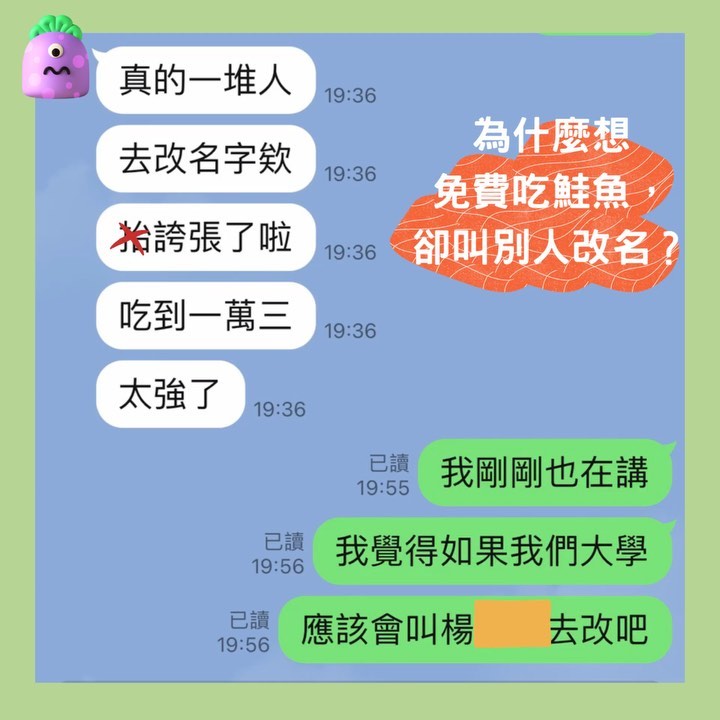 真的一堆人
19:36
去改名字欸
19:36
誇張了啦
19:36
吃到一萬三
19:36
太強了
19:36
為什麼想
免費吃鮭魚，
卻叫別人改名？
已讀
19:55
我剛剛也在講
已讀
19:56
我覺得如果我們大學
已讀
19:56
應該會叫楊 去改吧